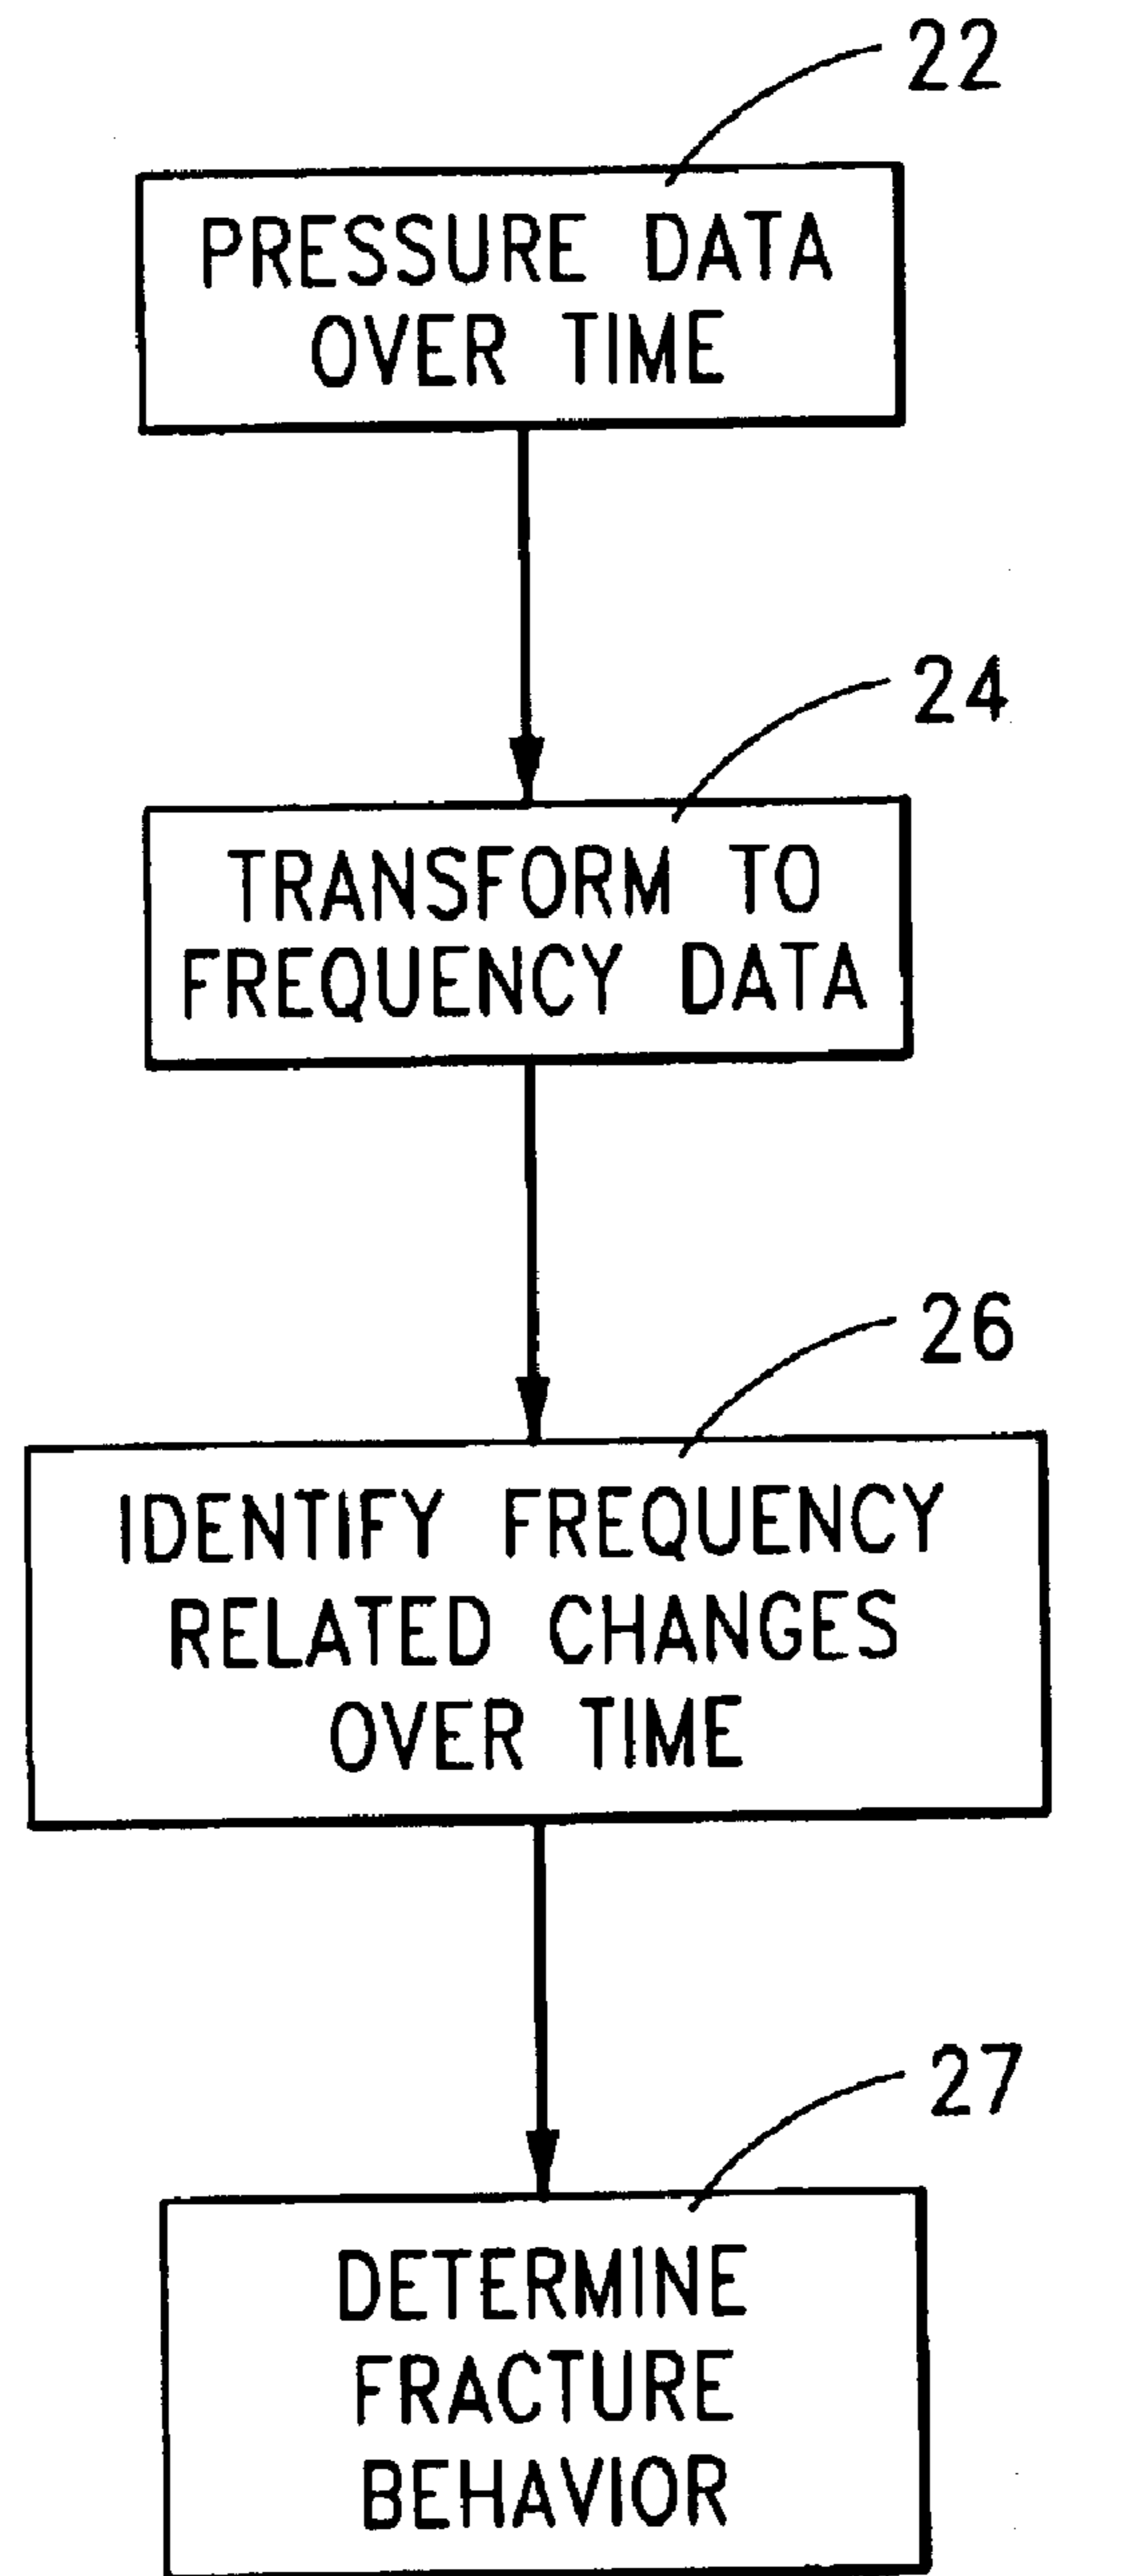 22
PRESSURE DATA
OVER TIME
24
TRANSFORM TO
FREQUENCY DATA
26
IDENTIFY FREQUENCY
RELATED CHANGES
OVER TIME
27
DETERMINE
FRACTURE
BEHAVIOR